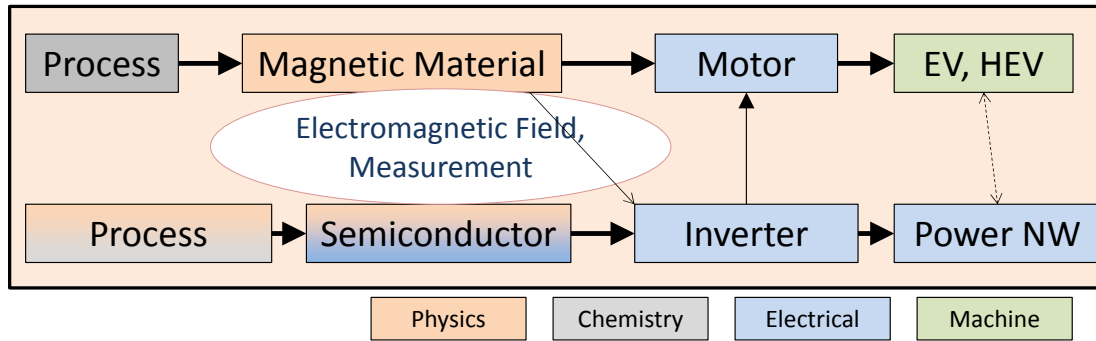 Process
Magnetic Material
Motor
EV, HEV
Electromagnetic Field,
Measurement
Process
Semiconductor
Inverter
Power NW
Physics
Chemistry
Electrical
Machine